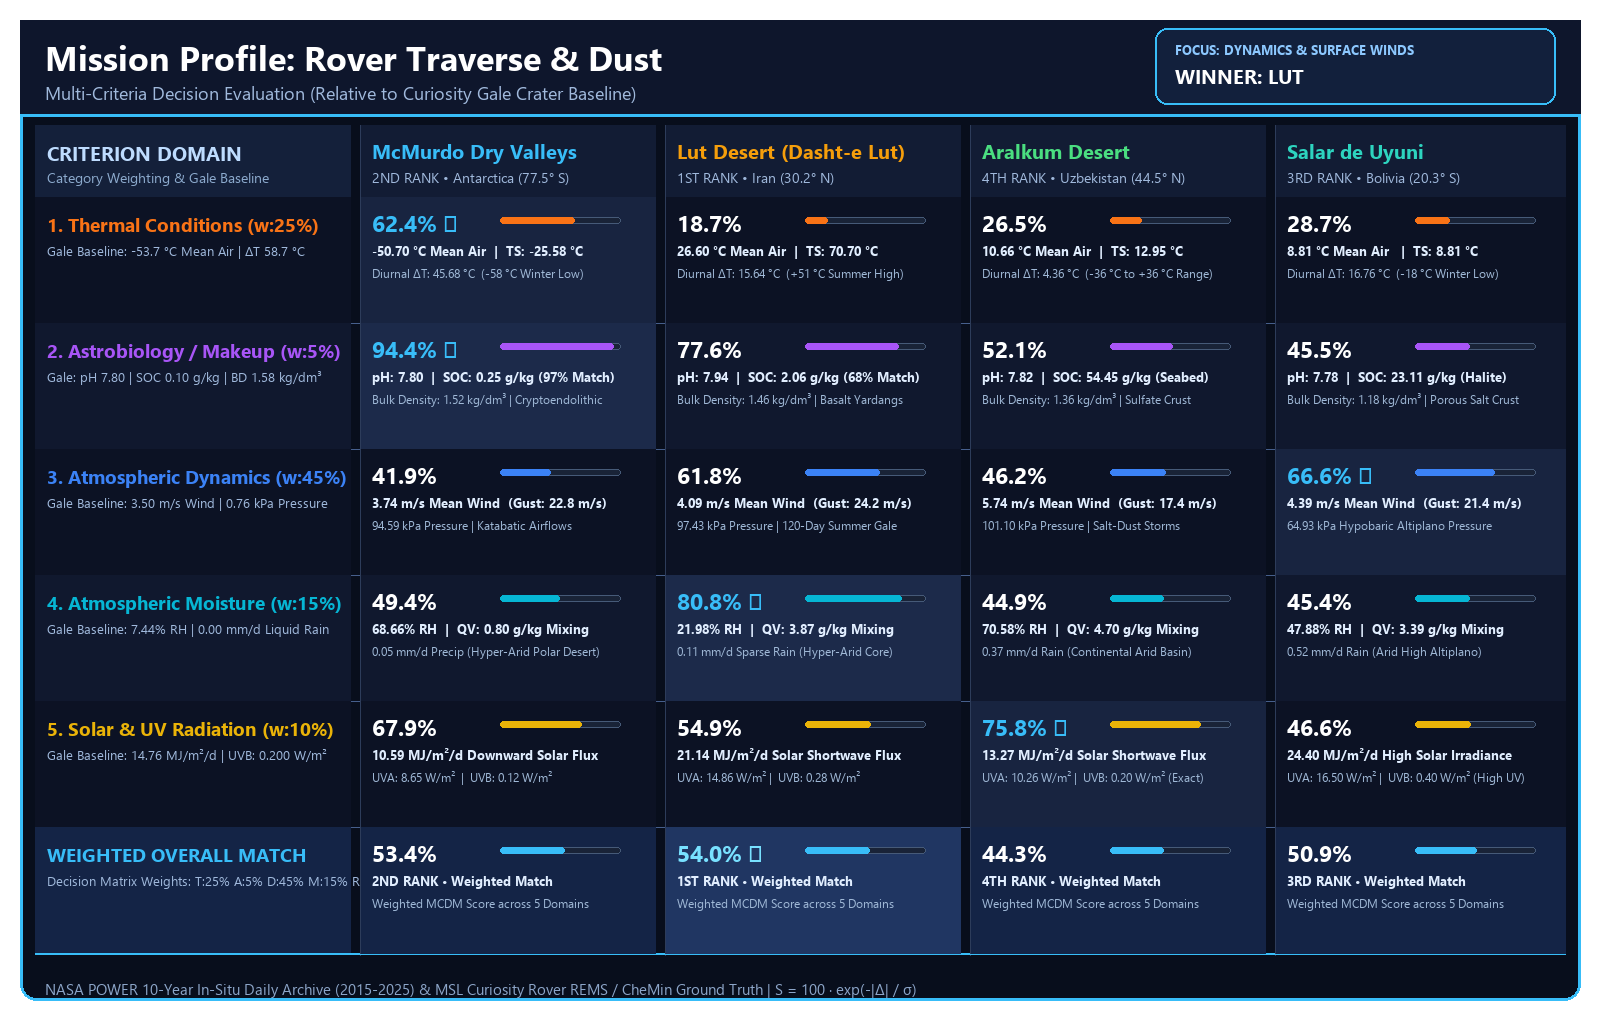 Mission Profile: Rover Traverse & Dust
Multi-Criteria Decision Evaluation (Relative to Curiosity Gale Crater Baseline)
FOCUS: DYNAMICS & SURFACE WINDS
WINNER: LUT
CRITERION DOMAIN
Category Weighting & Gale Baseline
McMurdo Dry Valleys
2ND RANK • Antarctica (77.5° S)
Lut Desert (Dasht-e Lut)
1ST RANK • Iran (30.2° N)
Aralkum Desert
4TH RANK • Uzbekistan (44.5° N)
Salar de Uyuni
3RD RANK • Bolivia (20.3° S)
1. Thermal Conditions (w:25%)
Gale Baseline: -53.7 °C Mean Air | ΔT 58.7 °C
62.4%
-50.70 °C Mean Air | TS: -25.58 °C
Diurnal ΔT: 45.68 °C (-58 °C Winter Low)
18.7%
26.60 °C Mean Air | TS: 70.70 °C
Diurnal ΔT: 15.64 °C (+51 °C Summer High)
26.5%
10.66 °C Mean Air | TS: 12.95 °C
Diurnal ΔT: 4.36 °C (-36 °C to +36 °C Range)
28.7%
8.81 °C Mean Air | TS: 8.81 °C
Diurnal ΔT: 16.76 °C (-18 °C Winter Low)
2. Astrobiology / Makeup (w:5%)
Gale: pH 7.80 | SOC 0.10 g/kg | BD 1.58 kg/dm³
94.4%
pH: 7.80 | SOC: 0.25 g/kg (97% Match)
Bulk Density: 1.52 kg/dm³ | Cryptoendolithic
77.6%
pH: 7.94 | SOC: 2.06 g/kg (68% Match)
Bulk Density: 1.46 kg/dm³ | Basalt Yardangs
52.1%
pH: 7.82 | SOC: 54.45 g/kg (Seabed)
Bulk Density: 1.36 kg/dm³ | Sulfate Crust
45.5%
pH: 7.78 | SOC: 23.11 g/kg (Halite)
Bulk Density: 1.18 kg/dm³ | Porous Salt Crust
3. Atmospheric Dynamics (w:45%)
Gale Baseline: 3.50 m/s Wind | 0.76 kPa Pressure
41.9%
3.74 m/s Mean Wind (Gust: 22.8 m/s)
94.59 kPa Pressure | Katabatic Airflows
61.8%
4.09 m/s Mean Wind (Gust: 24.2 m/s)
97.43 kPa Pressure | 120-Day Summer Gale
46.2%
5.74 m/s Mean Wind (Gust: 17.4 m/s)
101.10 kPa Pressure | Salt-Dust Storms
66.6%
4.39 m/s Mean Wind (Gust: 21.4 m/s)
64.93 kPa Hypobaric Altiplano Pressure
4. Atmospheric Moisture (w:15%)
Gale Baseline: 7.44% RH | 0.00 mm/d Liquid Rain
49.4%
68.66% RH | QV: 0.80 g/kg Mixing
0.05 mm/d Precip (Hyper-Arid Polar Desert)
80.8%
21.98% RH | QV: 3.87 g/kg Mixing
0.11 mm/d Sparse Rain (Hyper-Arid Core)
44.9%
70.58% RH | QV: 4.70 g/kg Mixing
0.37 mm/d Rain (Continental Arid Basin)
45.4%
47.88% RH | QV: 3.39 g/kg Mixing
0.52 mm/d Rain (Arid High Altiplano)
5. Solar & UV Radiation (w:10%)
Gale Baseline: 14.76 MJ/m²/d | UVB: 0.200 W/m²
67.9%
10.59 MJ/m²/d Downward Solar Flux
UVA: 8.65 W/m² | UVB: 0.12 W/m²
54.9%
21.14 MJ/m²/d Solar Shortwave Flux
UVA: 14.86 W/m² | UVB: 0.28 W/m²
75.8%
13.27 MJ/m²/d Solar Shortwave Flux
UVA: 10.26 W/m² | UVB: 0.20 W/m² (Exact)
46.6%
24.40 MJ/m²/d High Solar Irradiance
UVA: 16.50 W/m² | UVB: 0.40 W/m² (High UV)
WEIGHTED OVERALL MATCH
Decision Matrix Weights: T:25% A:5% D:45% M:15% R
53.4%
2ND RANK • Weighted Match
Weighted MCDM Score across 5 Domains
54.0%
1ST RANK • Weighted Match
Weighted MCDM Score across 5 Domains
44.3%
4TH RANK • Weighted Match
Weighted MCDM Score across 5 Domains
50.9%
3RD RANK • Weighted Match
Weighted MCDM Score across 5 Domains
NASA POWER 10-Year In-Situ Daily Archive (2015-2025) & MSL Curiosity Rover REMS / CheMin Ground Truth | S = 100 · exp(-|Δ| / σ)